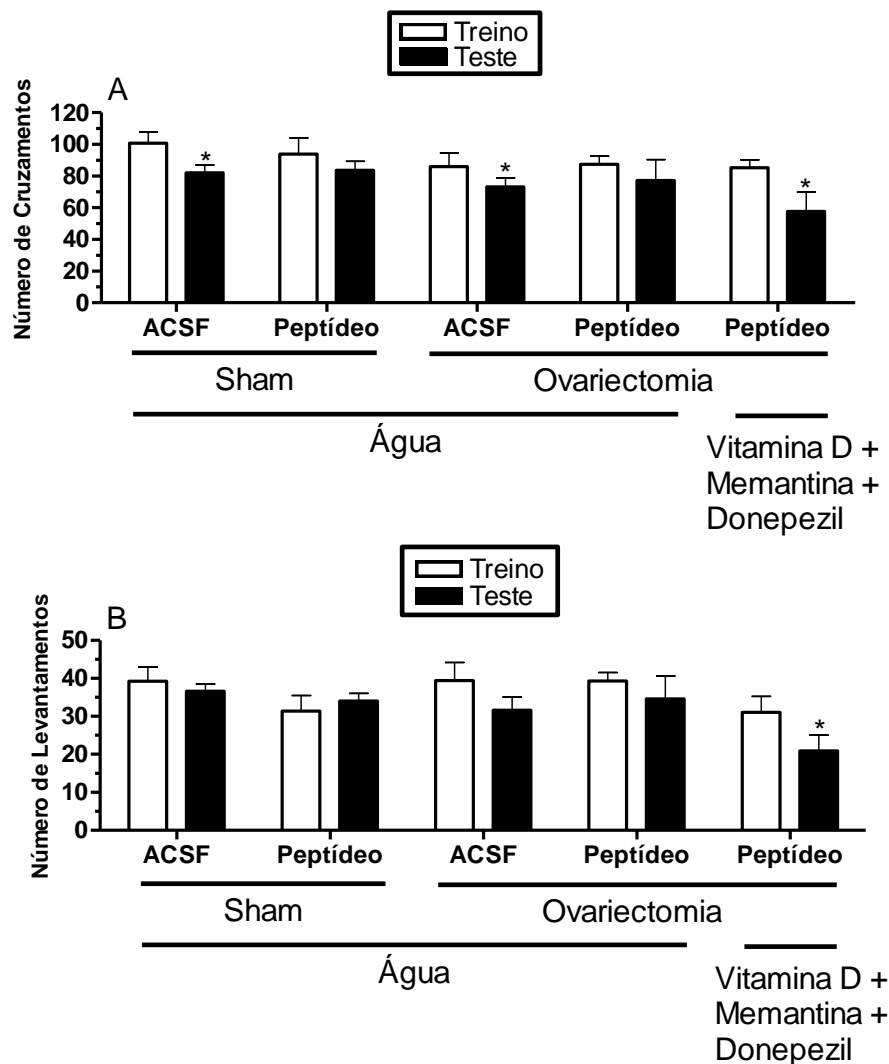 Treino
Teste
A
Número de Cruzamentos
120
100
80
60
40
20
0
* * *
ACSF Peptídeo ACSF Peptídeo Peptídeo
Sham Ovariectomia
Água
Vitamina D +
Memantina +
Donepezil
Treino
Teste
B
Número de Levantamentos
50
40
30
20
10
0
*
ACSF Peptídeo ACSF Peptídeo Peptídeo
Sham Ovariectomia
Água
Vitamina D +
Memantina +
Donepezil